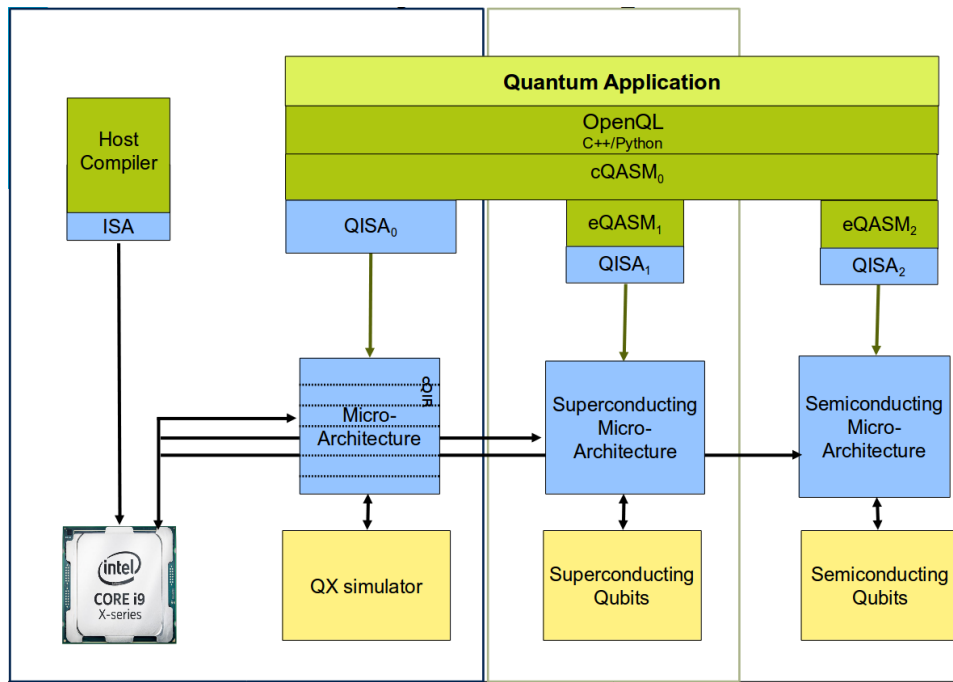 Quantum Application
OpenQL
C++/Python
cQASM₀
Host
Compiler
ISA
QISA₀
eQASM₁
QISA₁
eQASM₂
QISA₂
cQIR
Micro-
Architecture
Superconducting
Micro-
Architecture
Semiconducting
Micro-
Architecture
intel
CORE i9
X-series
QX simulator
Superconducting
Qubits
Semiconducting
Qubits